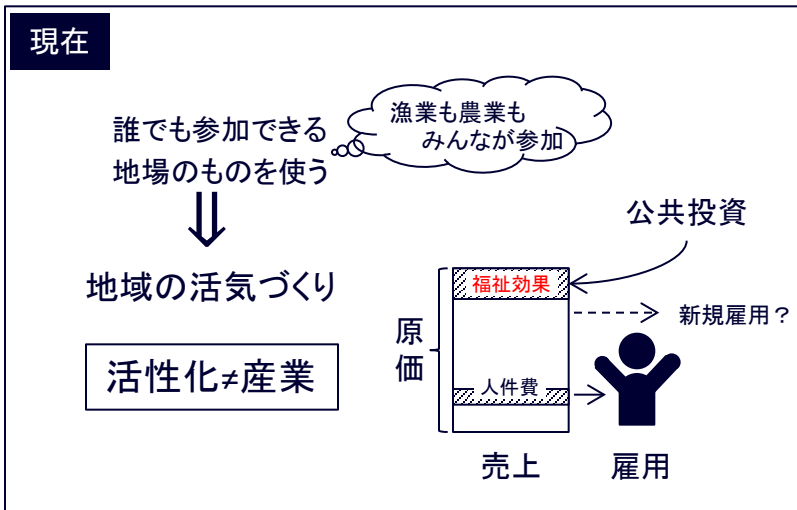 現在
漁業も農業も
みんなが参加
誰でも参加できる
地場のものを使う
地域の活気づくり
活性化≠産業
公共投資
福祉効果
新規雇用？
原価
人件費
売上
雇用